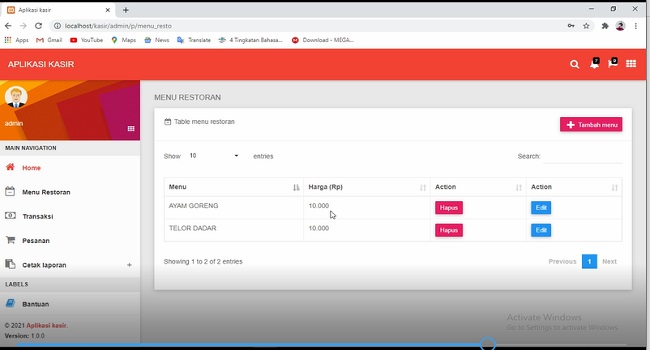 Aplikasi kasir
localhost/kasir/admin/p/menu_resto
Apps Gmail YouTube Maps News Translate 4 Tingkatan Bahasa... Download - MEGA...
APLIKASI KASIR
7 9
admin
MAIN NAVIGATION
Home
Menu Restoran
Transaksi
Pesanan
Cetak laporan +
LABELS
Bantuan
© 2021 Aplikasi kasir.
Version: 1.0.0
MENU RESTORAN
Table menu restoran
Tambah menu
Show 10 entries Search:
Menu Harga (Rp) Action Action
AYAM GORENG 10.000 Hapus Edit
TELOR DADAR 10.000 Hapus Edit
Showing 1 to 2 of 2 entries Previous 1 Next
Activate Windows
Go to Settings to activate Windows.